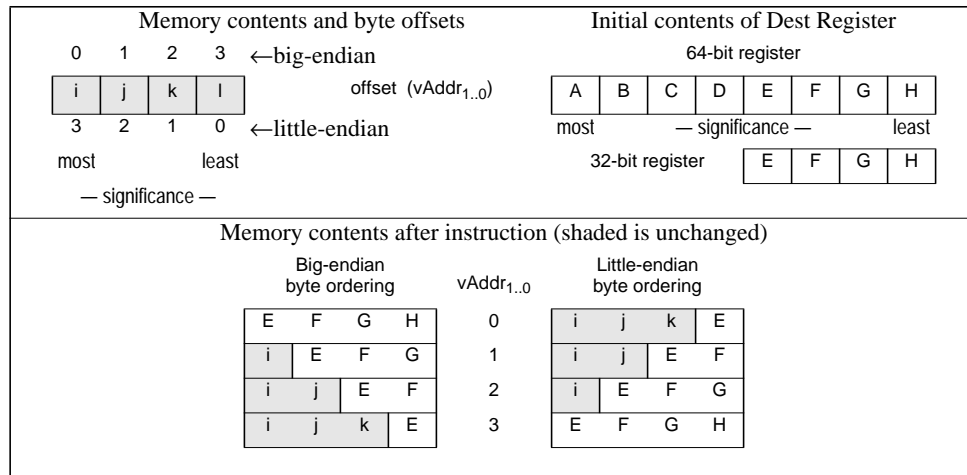 Memory contents and byte offsets
0 1 2 3 ←big-endian
i j k l offset (vAddr1..0)
3 2 1 0 ←little-endian
most least
— significance —
Initial contents of Dest Register
64-bit register
A B C D E F G H
most — significance — least
32-bit register E F G H
Memory contents after instruction (shaded is unchanged)
Big-endian
byte ordering
vAddr1..0
Little-endian
byte ordering
E F G H 0 i j k E
i E F G 1 i j E F
i j E F 2 i E F G
i j k E 3 E F G H